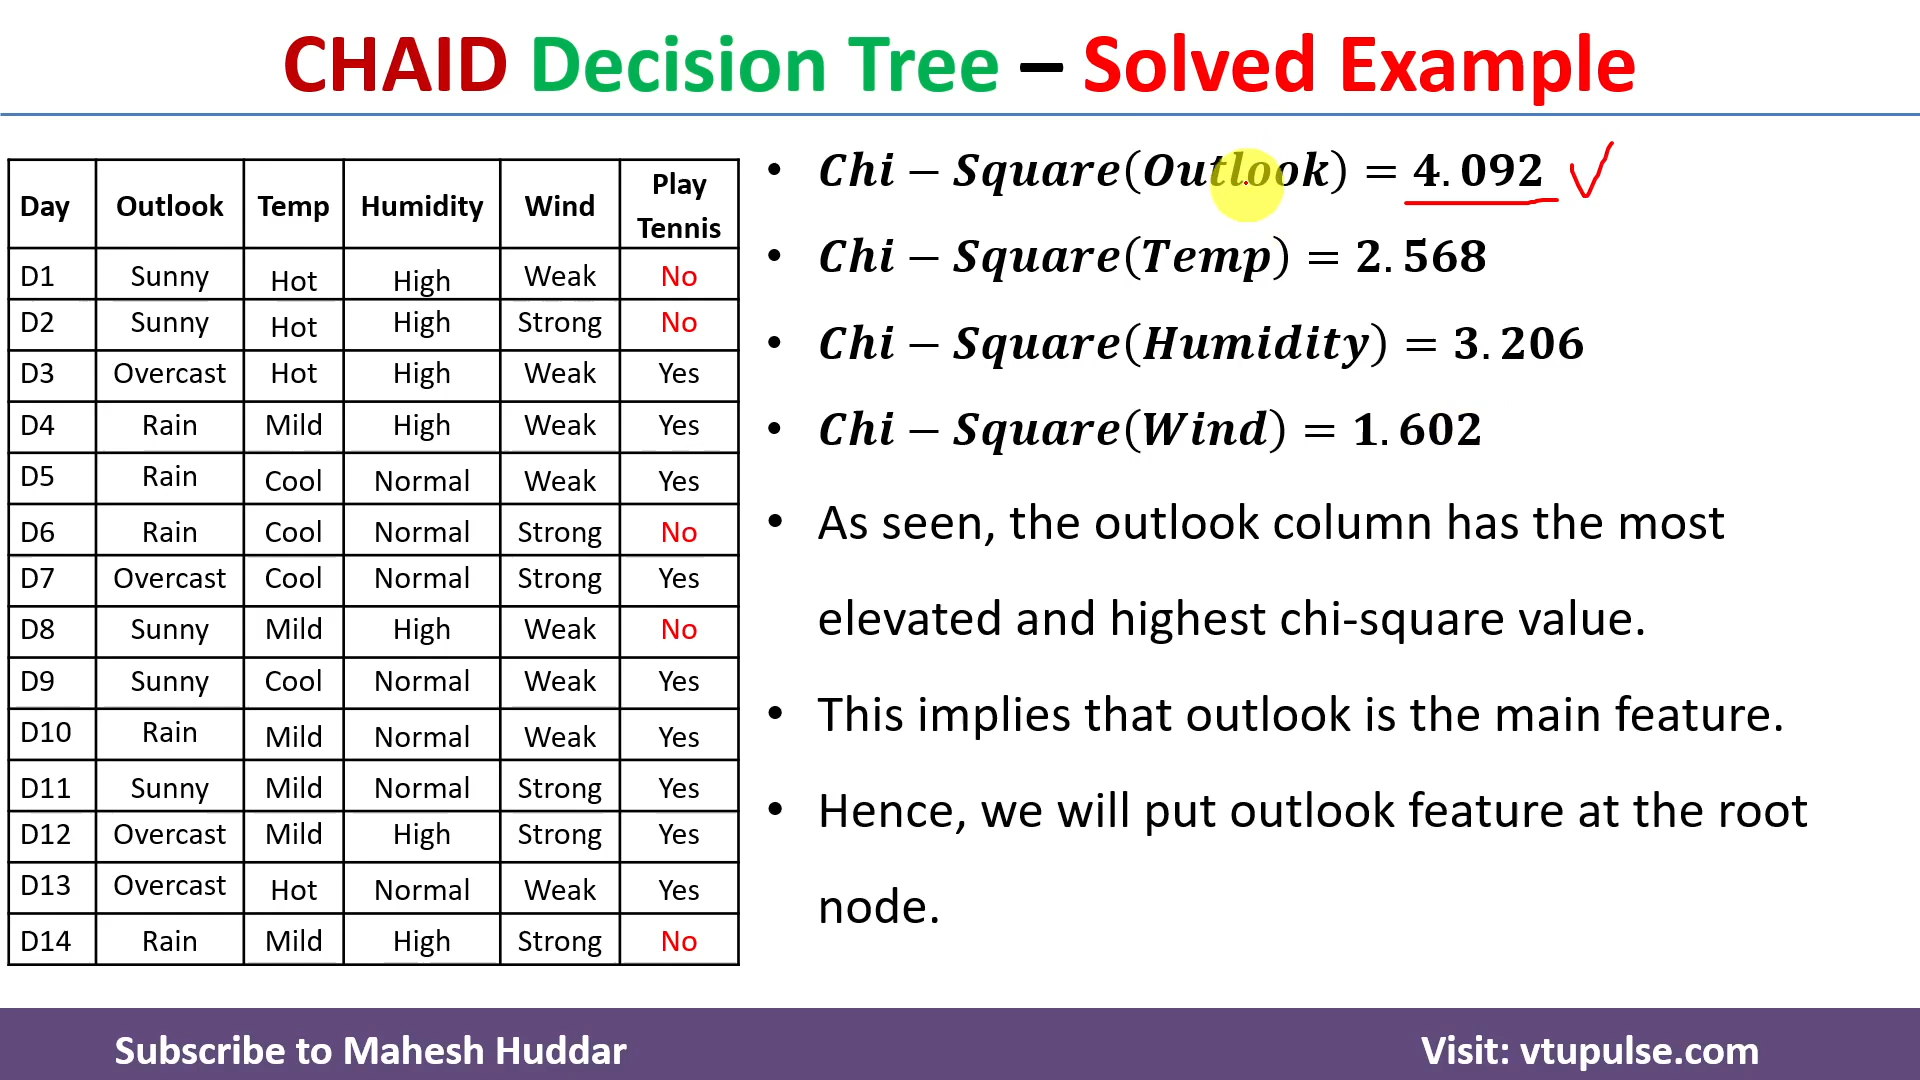 CHAID Decision Tree – Solved Example
Day Outlook Temp Humidity Wind Play Tennis
D1 Sunny Hot High Weak No
D2 Sunny Hot High Strong No
D3 Overcast Hot High Weak Yes
D4 Rain Mild High Weak Yes
D5 Rain Cool Normal Weak Yes
D6 Rain Cool Normal Strong No
D7 Overcast Cool Normal Strong Yes
D8 Sunny Mild High Weak No
D9 Sunny Cool Normal Weak Yes
D10 Rain Mild Normal Weak Yes
D11 Sunny Mild Normal Strong Yes
D12 Overcast Mild High Strong Yes
D13 Overcast Hot Normal Weak Yes
D14 Rain Mild High Strong No
• Chi − Square(Outlook) = 4.092
• Chi − Square(Temp) = 2.568
• Chi − Square(Humidity) = 3.206
• Chi − Square(Wind) = 1.602
• As seen, the outlook column has the most
elevated and highest chi-square value.
• This implies that outlook is the main feature.
• Hence, we will put outlook feature at the root
node.
Subscribe to Mahesh Huddar
Visit: vtupulse.com